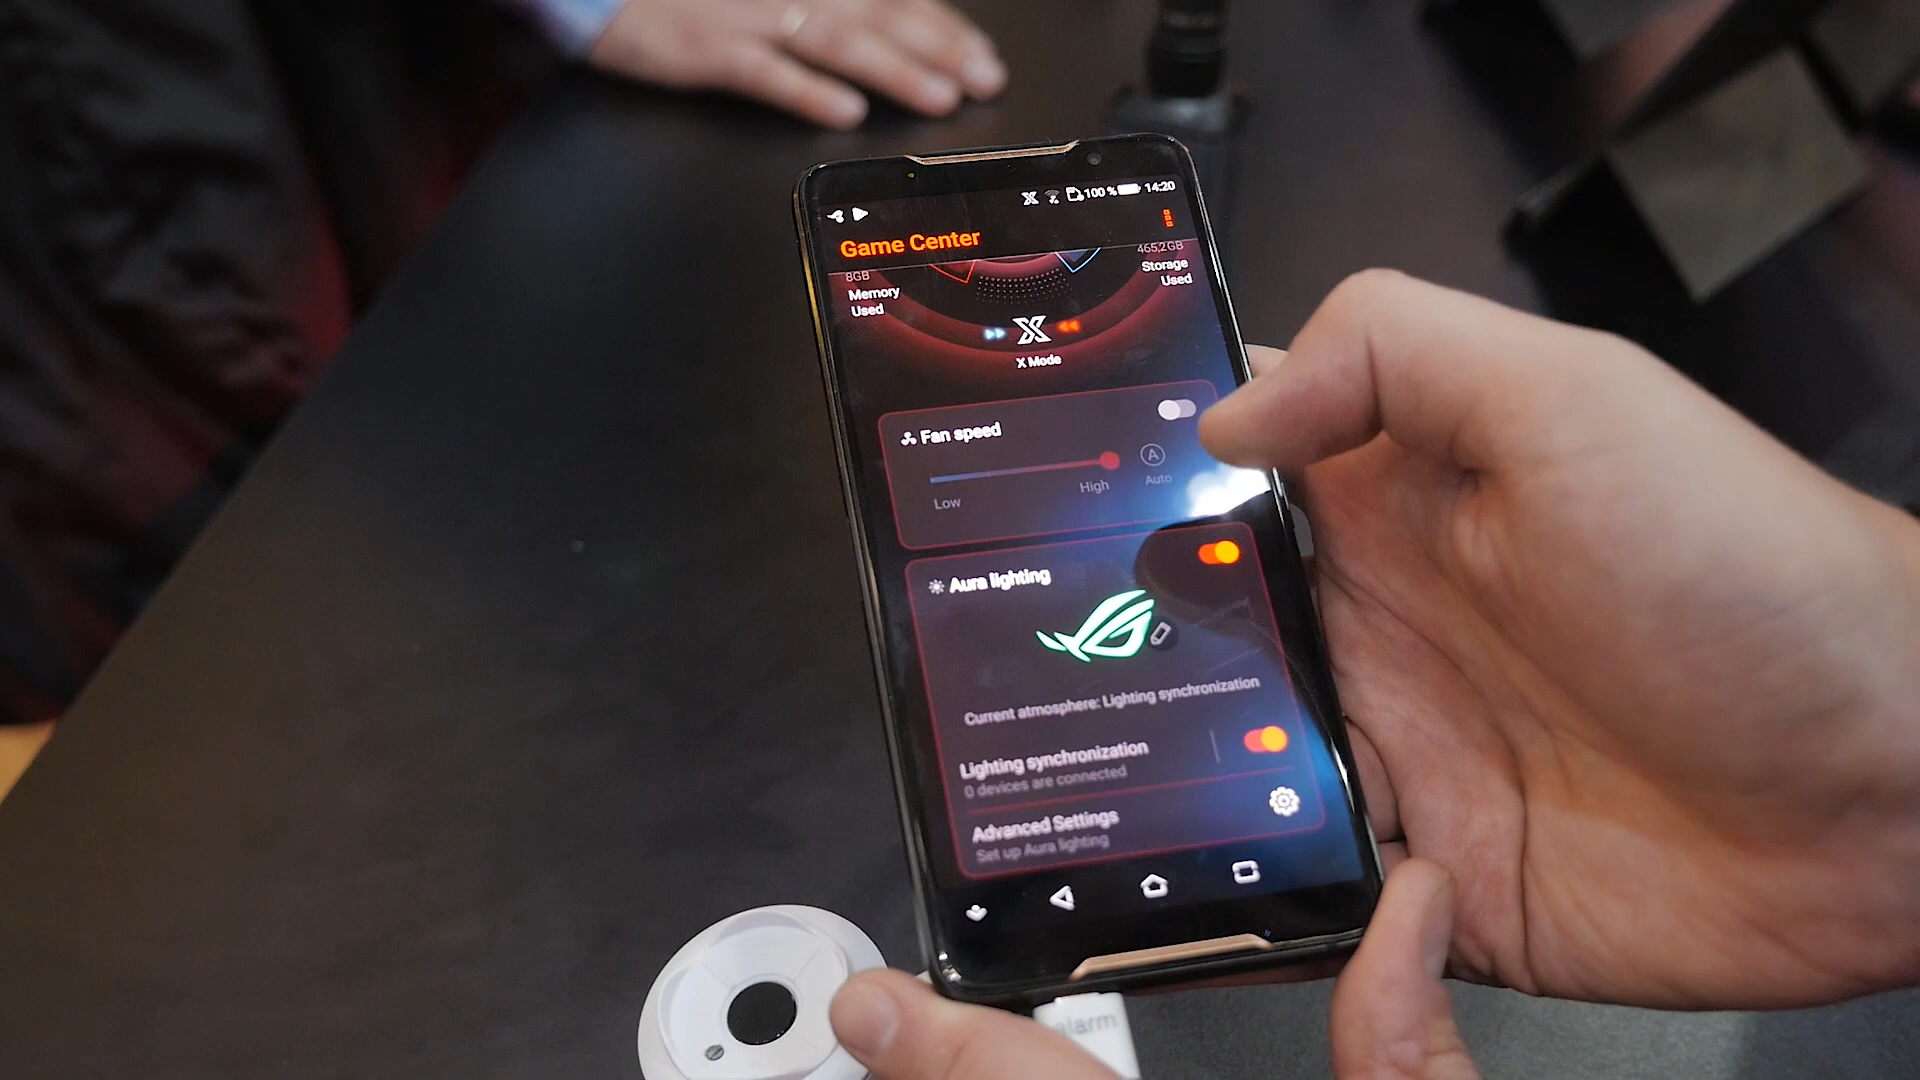 100 % 14:20
Game Center
8GB
Memory
Used
465,2GB
Storage
Used
X Mode
Fan speed
Low
High
A
Auto
Aura lighting
Current atmosphere: Lighting synchronization
Lighting synchronization
0 devices are connected
Advanced Settings
Set up Aura lighting
alarm